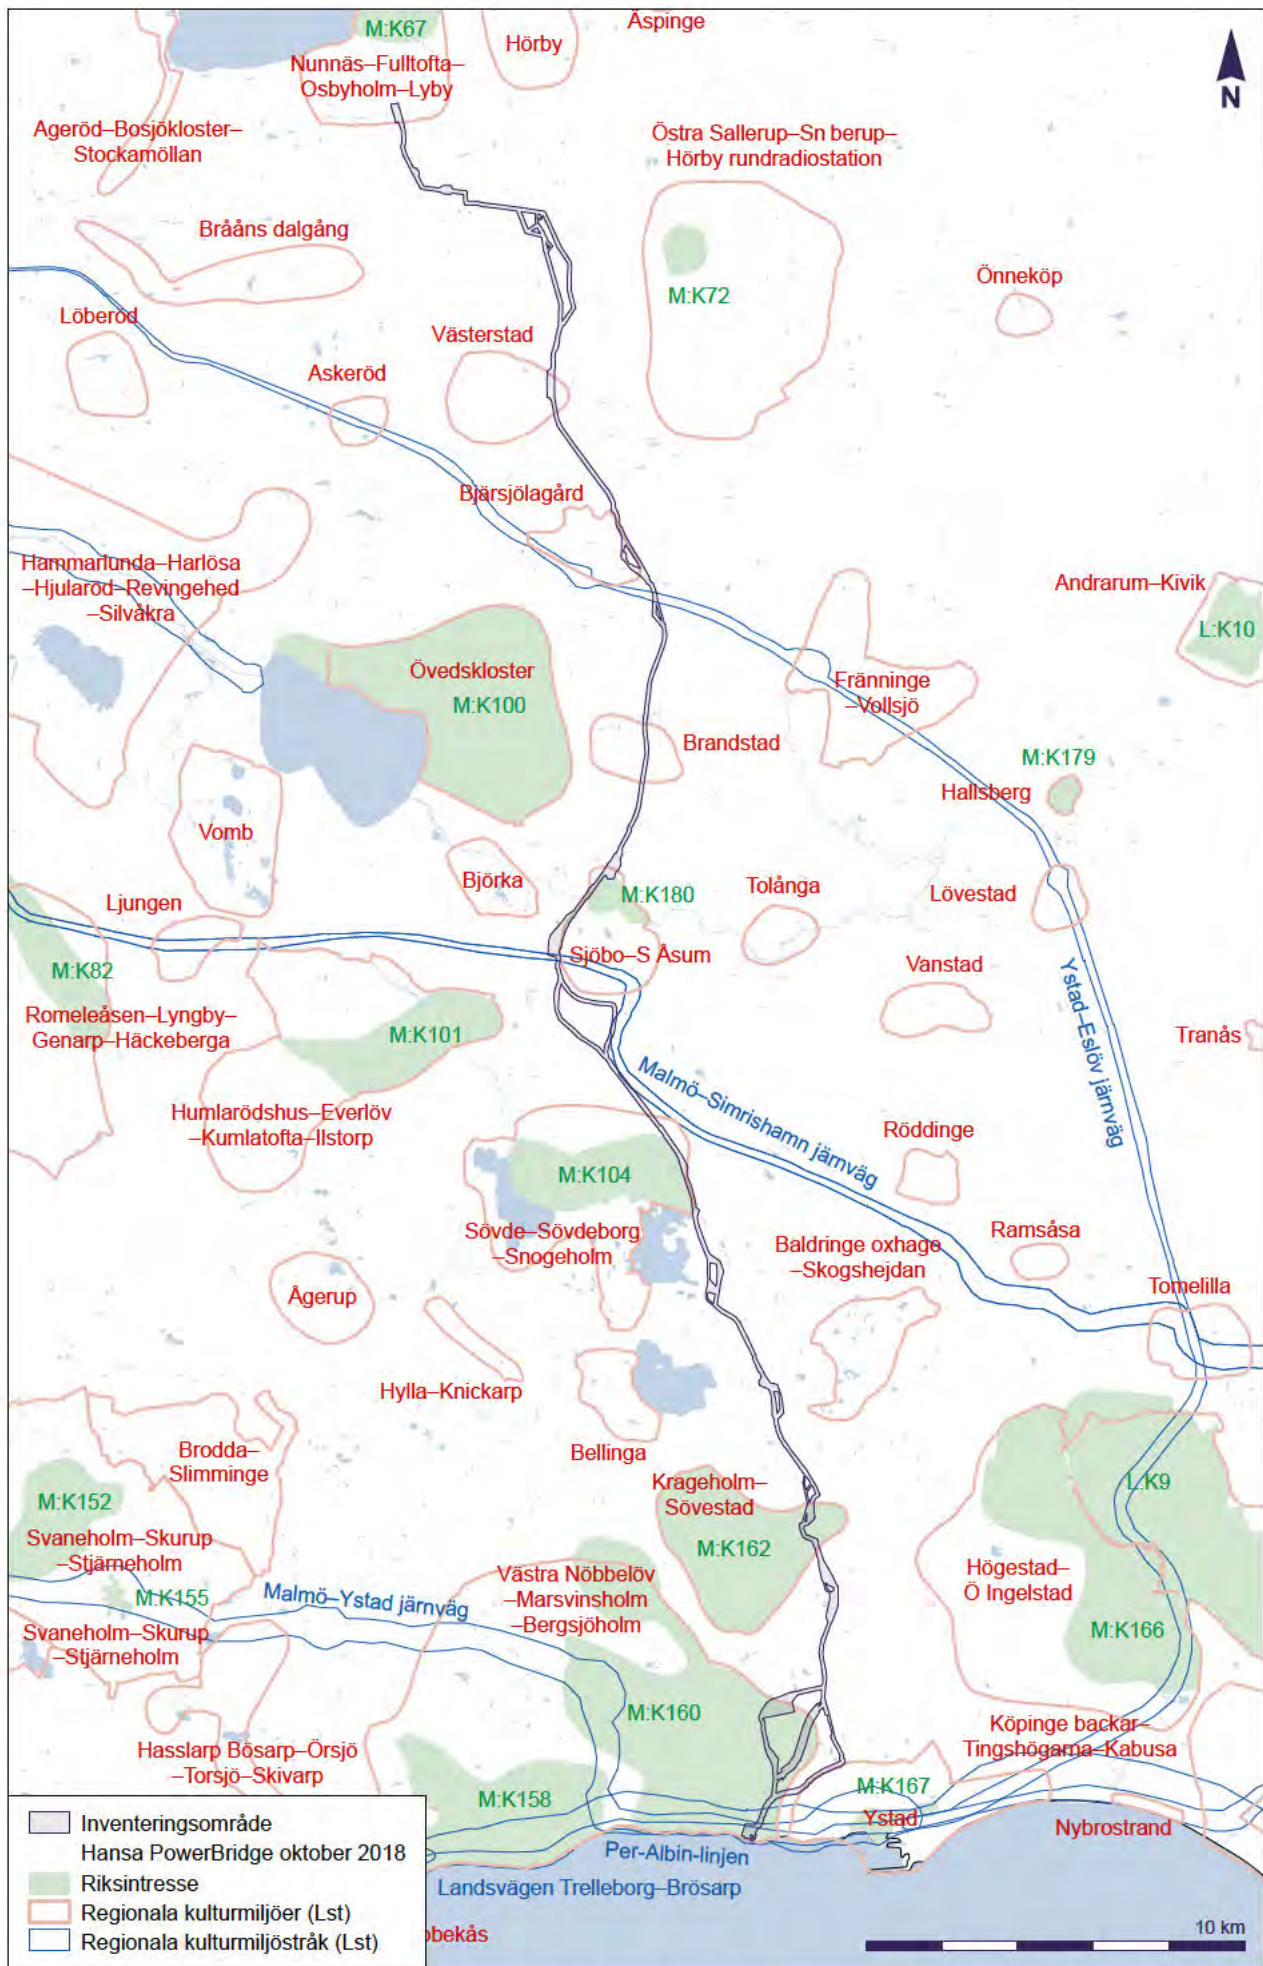 M:K67
Hörby
Äspinge
Nunnäs–Fulltofta–
Osbyholm–Lyby
N
Ageröd–Bosjökloster–
Stockamöllan
Östra Sallerup–Sn berup–
Hörby rundradiostation
Brååns dalgång
M:K72
Önneköp
Löberöd
Västerstad
Askeröd
Bjärsjölagård
Hammarlunda–Harlösa
–Hjularöd–Revingehed
–Silvåkra
Andrarum–Kivik
L:K10
Övedskloster
M:K100
Fränninge
–Vollsjö
Brandstad
M:K179
Hallsberg
Vomb
Björka
M:K180
Tolånga
Lövestad
Ljungen
Sjöbo–S Åsum
Vanstad
M:K82
Romeleåsen–Lyngby–
Genarp–Häckeberga
M:K101
Ystad–Eslöv järnväg
Tranås
Malmö–Simrishamn järnväg
Humlarödshus–Everlöv
–Kumlatofta–Ilstorp
Röddinge
M:K104
Sövde–Sövdeborg
–Snogeholm
Baldringe oxhage
–Skogshejdan
Ramsåsa
Ågerup
Tomelilla
Hylla–Knickarp
Bellinga
Brodda–
Slimminge
Krageholm–
Sövestad
L:K9
M:K152
Svaneholm–Skurup
–Stjärneholm
M:K162
Västra Nöbbelöv
–Marsvinsholm
–Bergsjöholm
Högestad–
Ö Ingelstad
M:K155
Malmö–Ystad järnväg
Svaneholm–Skurup
–Stjärneholm
M:K166
M:K160
Köpinge backar–
Tingshögarna–Kabusa
Hasslarp Bösarp–Örsjö
–Torsjö–Skivarp
M:K158
M:K167
Ystad
Nybrostrand
Per-Albin-linjen
Landsvägen Trelleborg–Brösarp
Inventeringsområde
Hansa PowerBridge oktober 2018
Riksintresse
Regionala kulturmiljöer (Lst)
Regionala kulturmiljöstråk (Lst)
bekås
10 km